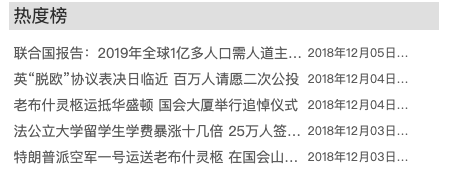 热度榜
联合国报告：2019年全球1亿多人口需人道主... 2018年12月05日...
英“脱欧”协议表决日临近 百万人请愿二次公投 2018年12月04日...
老布什灵柩运抵华盛顿 国会大厦举行追悼仪式 2018年12月04日...
法公立大学留学生学费暴涨十几倍 25万人签... 2018年12月03日...
特朗普派空军一号运送老布什灵柩 在国会山... 2018年12月03日...